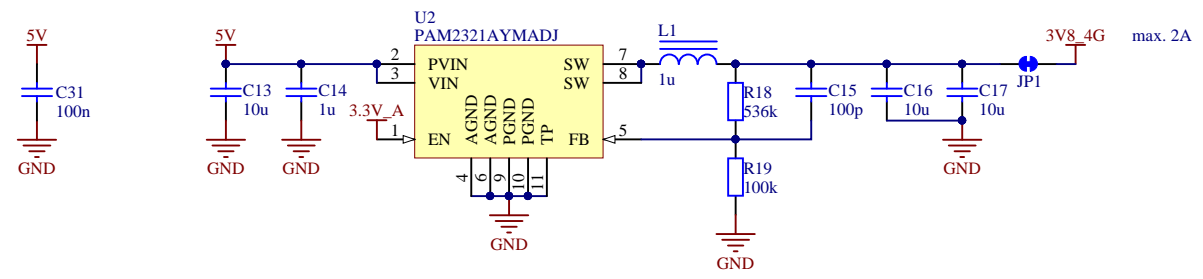 5V
C31
100n
GND
5V
C13
10u
GND
C14
1u
GND
3.3V_A
U2
PAM2321AYMADJ
2 PVIN
3 VIN
1 EN
SW 7
SW 8
FB 5
AGND 4
AGND 6
PGND 9
PGND 10
TP 11
GND
L1
1u
R18
536k
R19
100k
GND
C15
100p
C16
10u
C17
10u
GND
JP1
3V8_4G
max. 2A